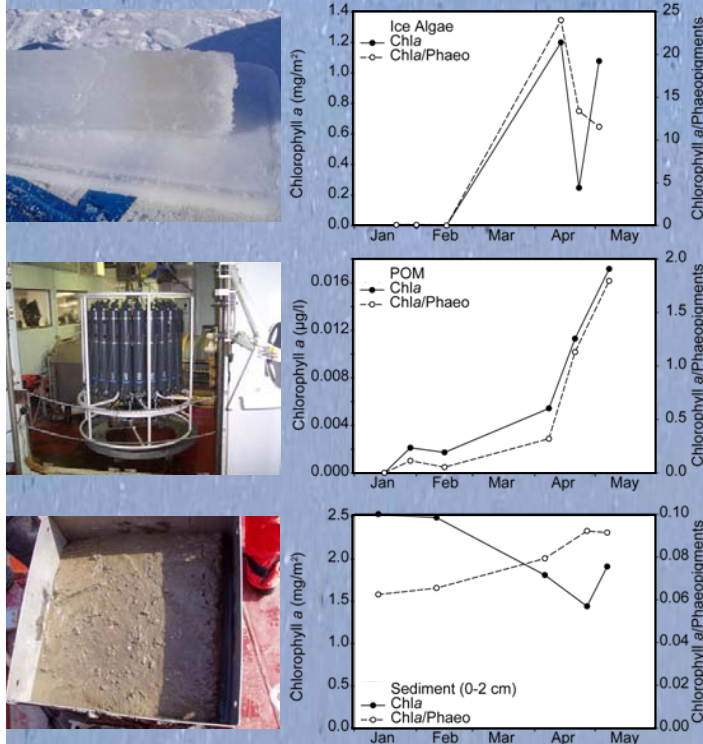 Ice Algae
Chla
Chla/Phaeo
Chlorophyll a (mg/m²)
1.4
1.2
1.0
0.8
0.6
0.4
0.2
0.0
Chlorophyll a/Phaeopigments
25
20
15
10
5
0
Jan Feb Mar Apr May
POM
Chla
Chla/Phaeo
Chlorophyll a (µg/l)
0.016
0.012
0.008
0.004
0.000
Chlorophyll a/Phaeopigments
2.0
1.5
1.0
0.5
0.0
Jan Feb Mar Apr May
Chlorophyll a (mg/m²)
2.5
2.0
1.5
1.0
0.5
0.0
Chlorophyll a/Phaeopigments
0.10
0.08
0.06
0.04
0.02
0.00
Sediment (0-2 cm)
Chla
Chla/Phaeo
Jan Feb Mar Apr May